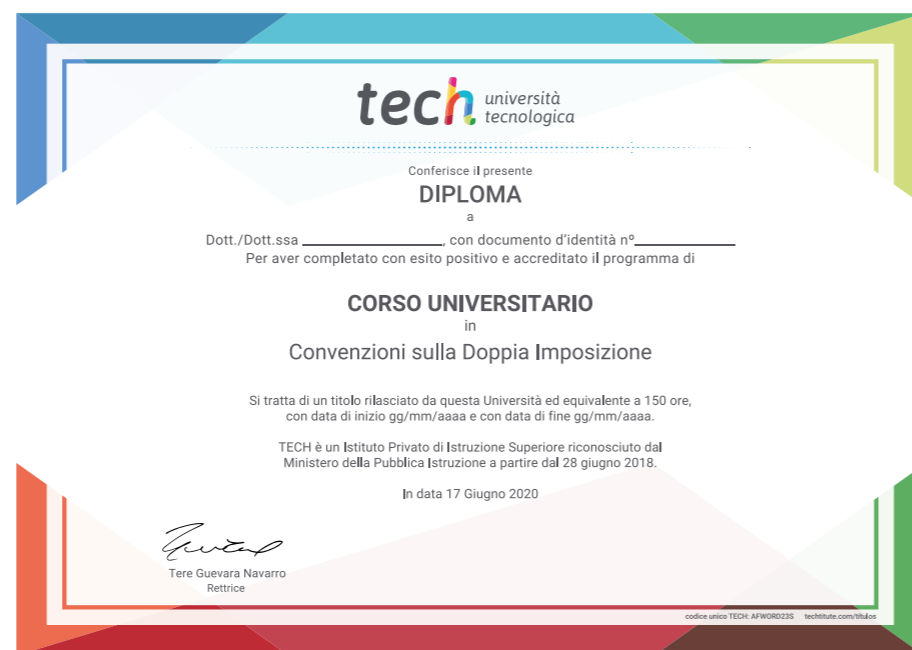 tech università
tecnologica
Conferisce il presente
DIPLOMA
a
Dott./Dott.ssa ____________________, con documento d'identità nº______________
Per aver completato con esito positivo e accreditato il programma di
CORSO UNIVERSITARIO
in
Convenzioni sulla Doppia Imposizione
Si tratta di un titolo rilasciato da questa Università ed equivalente a 150 ore,
con data di inizio gg/mm/aaaa e con data di fine gg/mm/aaaa.
TECH è un Istituto Privato di Istruzione Superiore riconosciuto dal
Ministero della Pubblica Istruzione a partire dal 28 giugno 2018.
In data 17 Giugno 2020
Tere Guevara Navarro
Rettrice
codice unico TECH: AFWORD23S techtitute.com/títulos